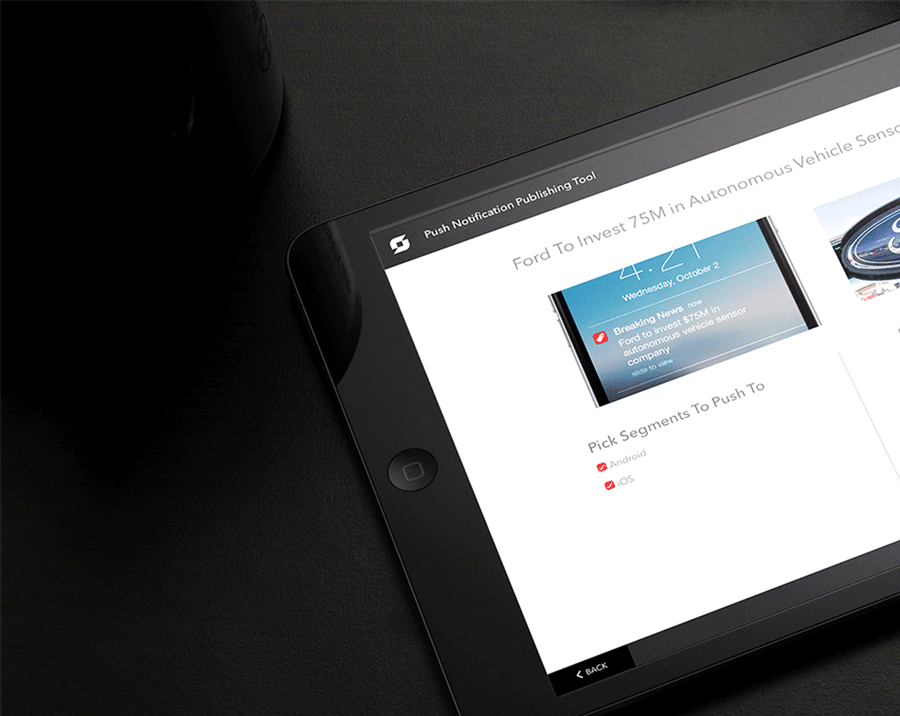 Push Notification Publishing Tool
Ford To Invest 75M in Autonomous Vehicle
4:21
Wednesday, October 2
Breaking News now
Ford to invest $75M in
autonomous vehicle sensor
company
slide to view
Pick Segments To Push To
Android
iOS
BACK